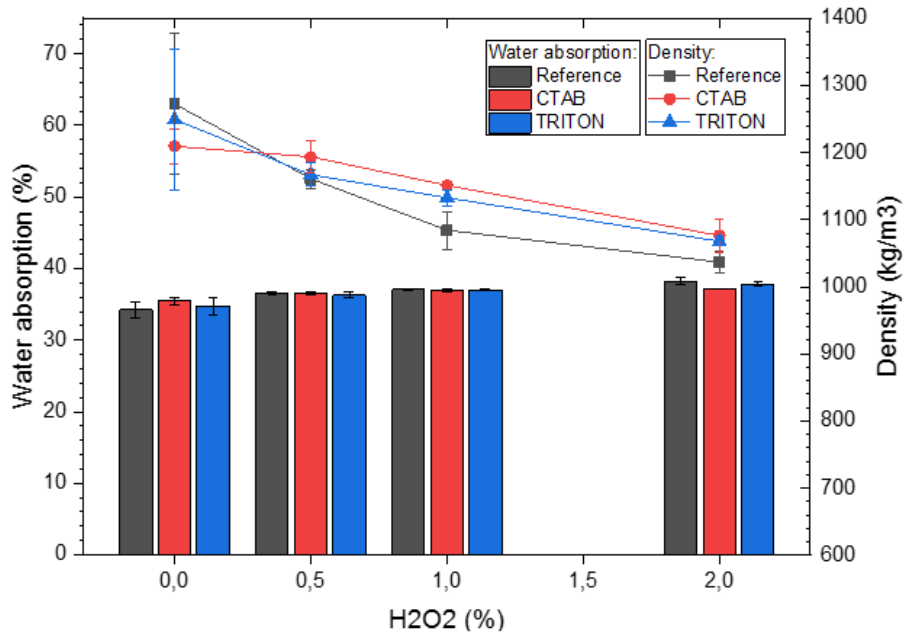 Water absorption (%)
70
60
50
40
30
20
10
0
Water absorption:
Reference
CTAB
TRITON
Density:
Reference
CTAB
TRITON
1400
1300
1200
1100
1000
900
800
700
600
Density (kg/m3)
0,0 0,5 1,0 1,5 2,0
H2O2 (%)